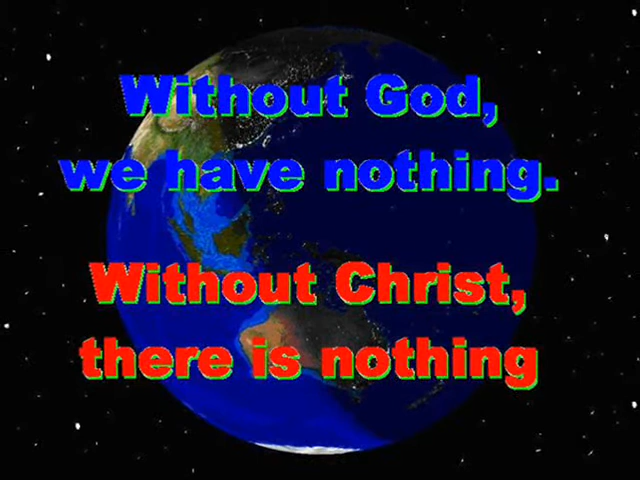 Without God,
we have nothing.
Without Christ,
there is nothing